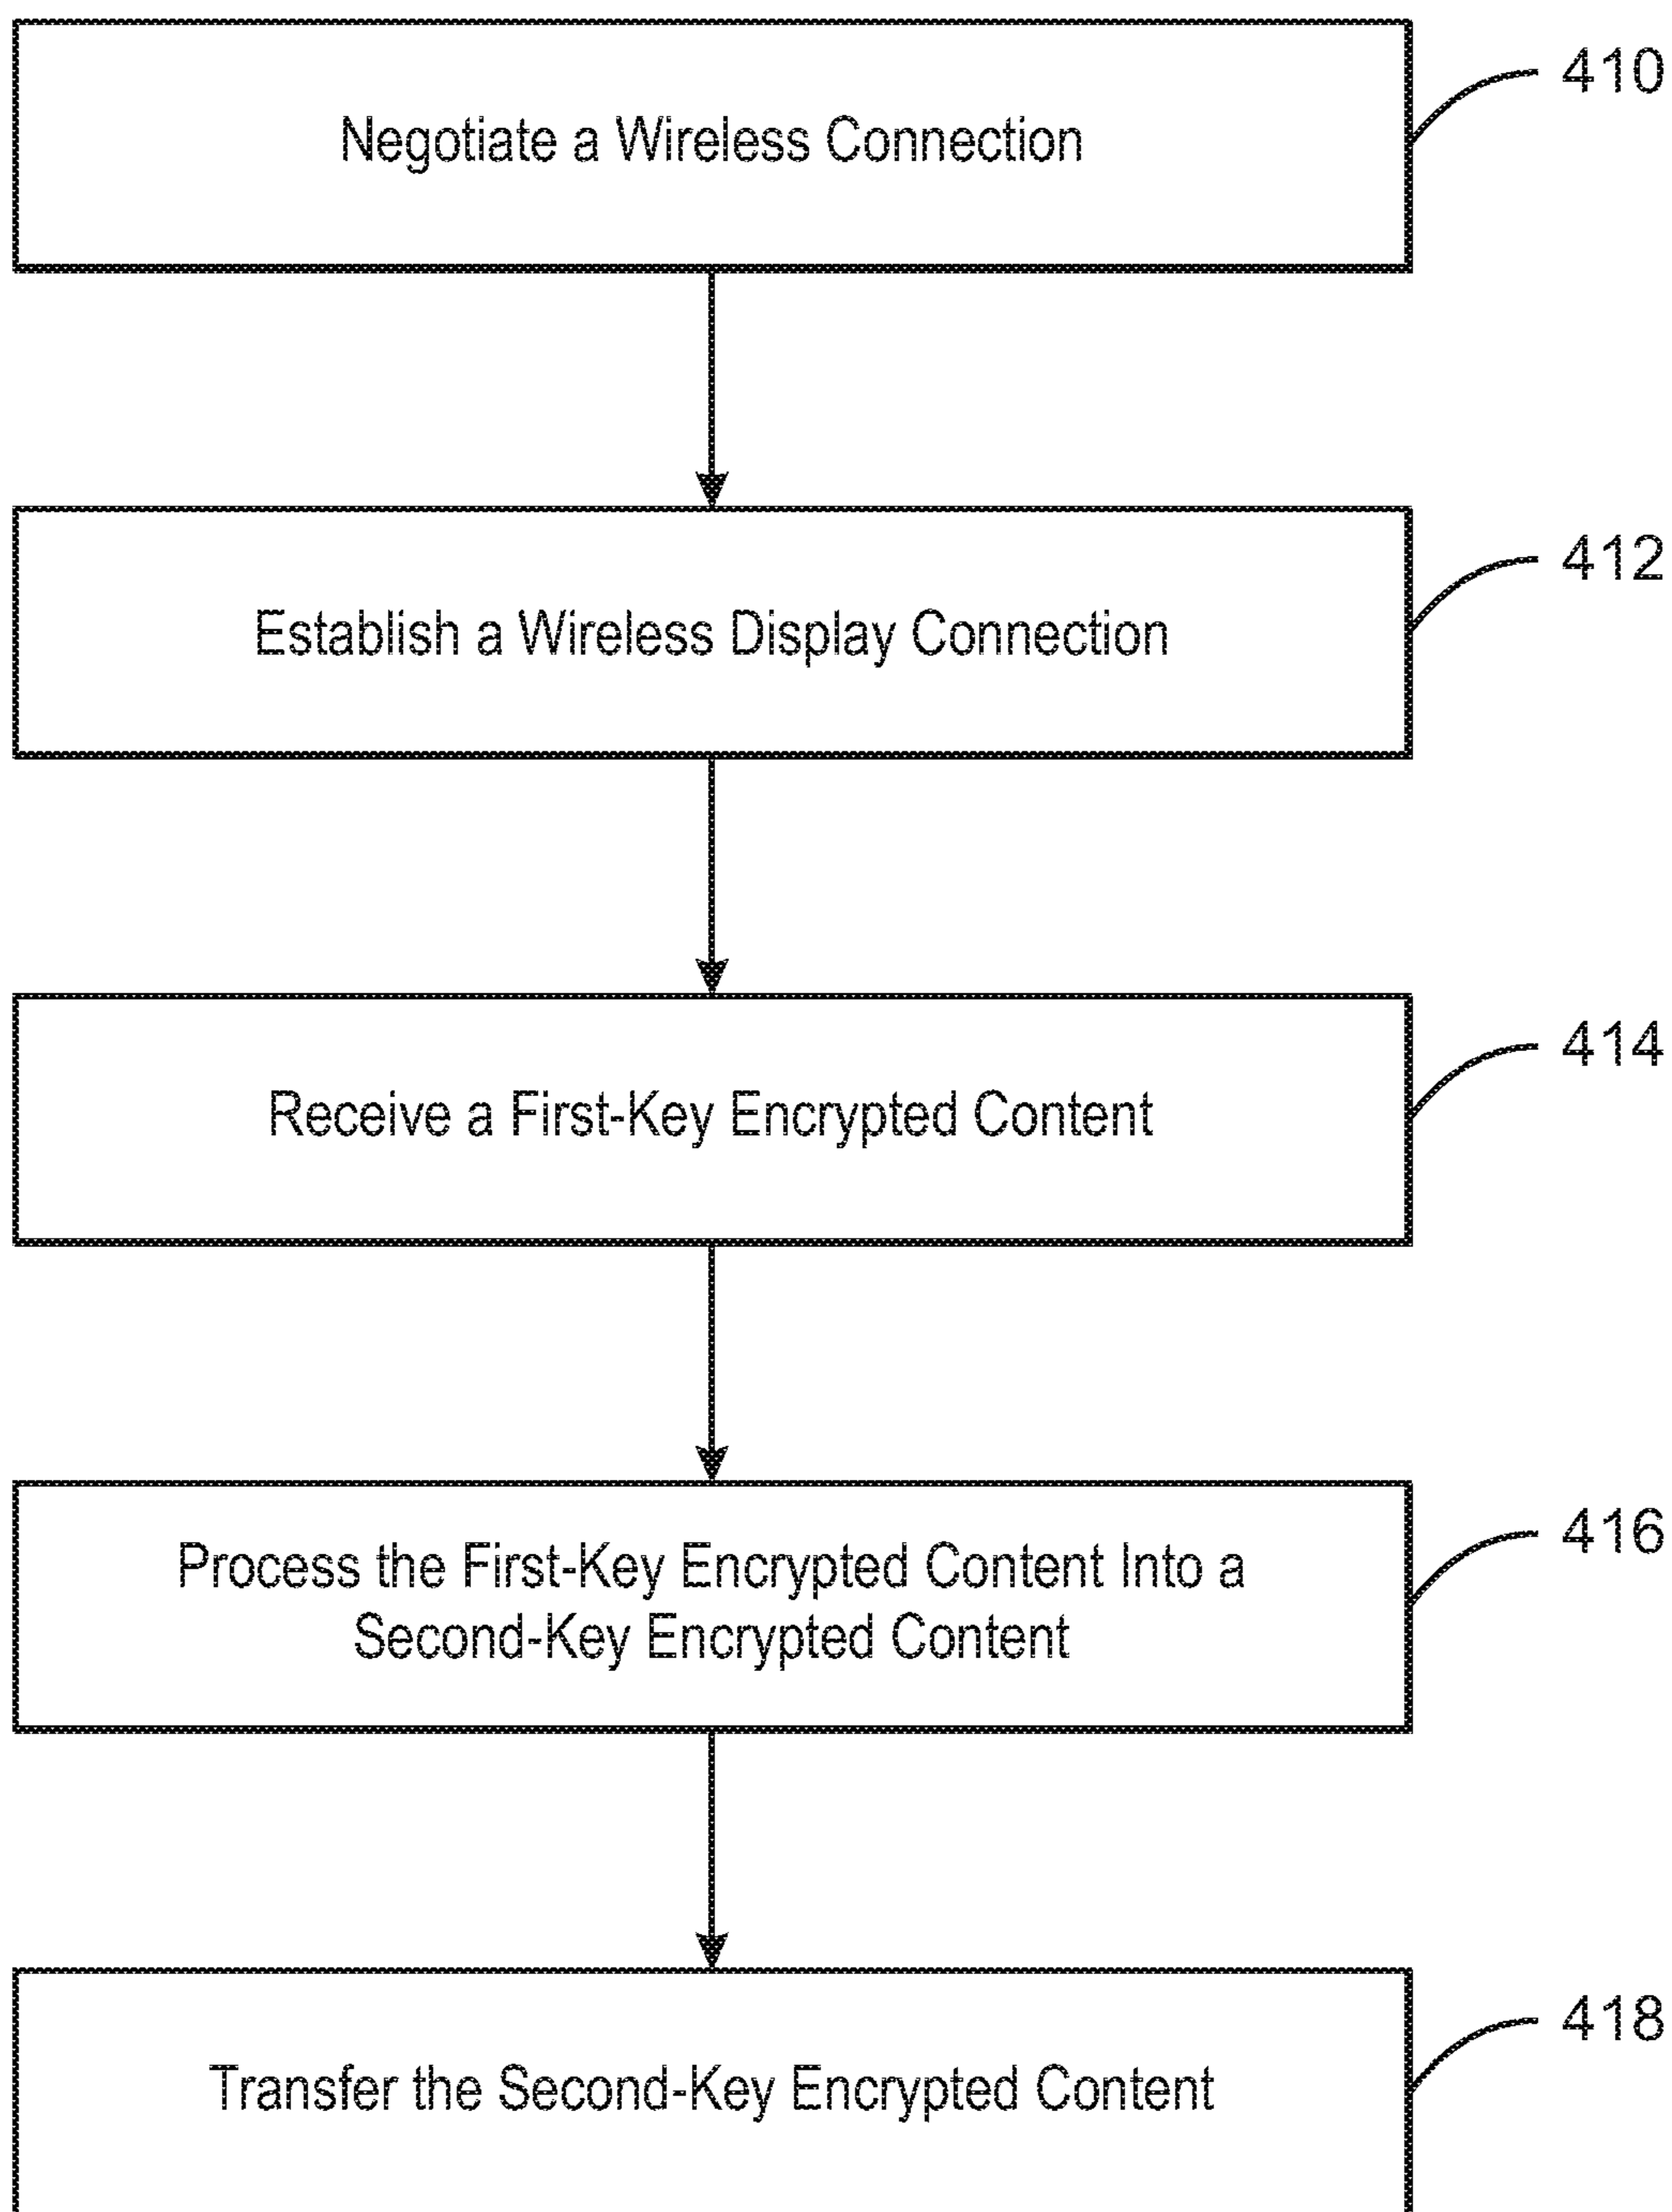 Negotiate a Wireless Connection
410
Establish a Wireless Display Connection
412
Receive a First-Key Encrypted Content
414
Process the First-Key Encrypted Content Into a
Second-Key Encrypted Content
416
Transfer the Second-Key Encrypted Content
418